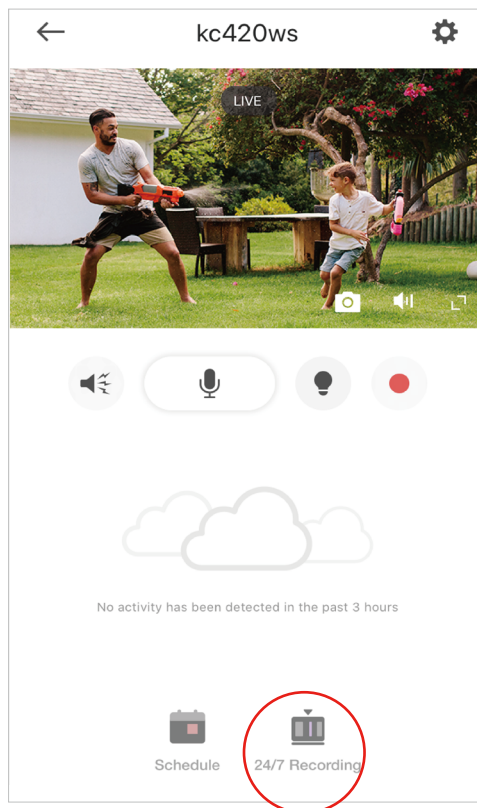 kc420ws
LIVE
No activity has been detected in the past 3 hours
Schedule
24/7 Recording